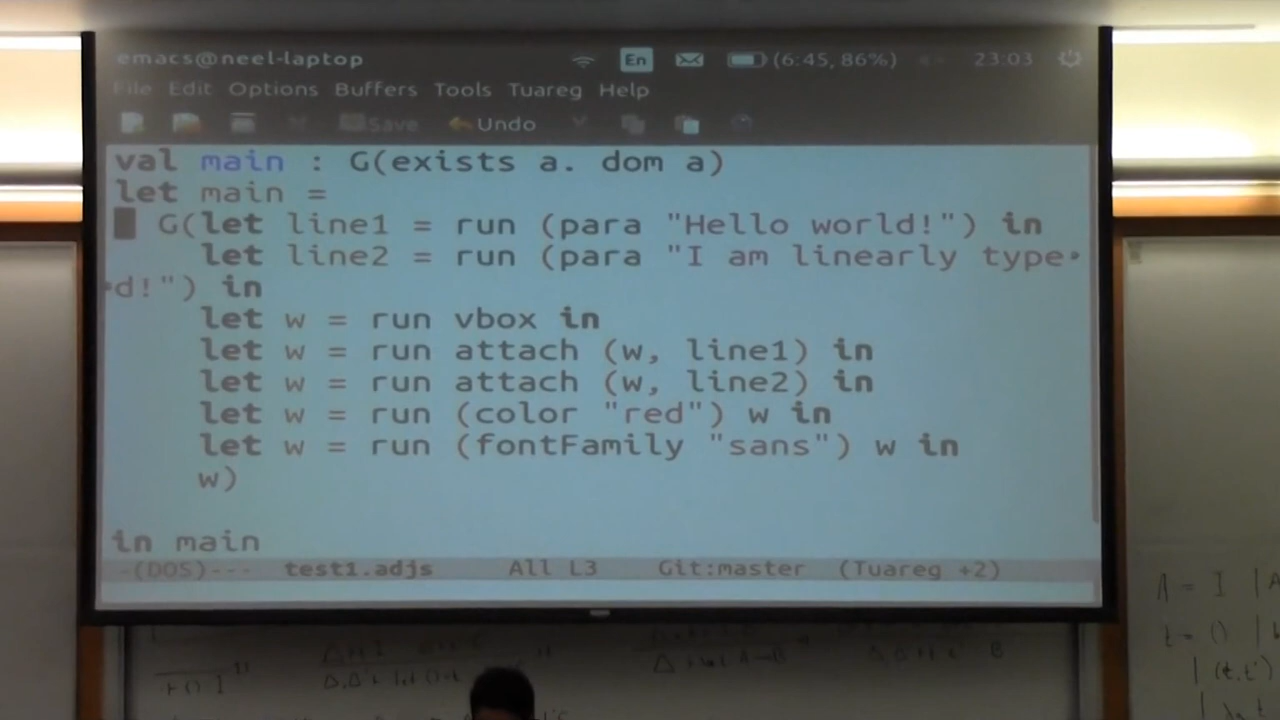 emacs@neel-laptop En (6:45, 86%) 23:03
File Edit Options Buffers Tools Tuareg Help
Save Undo
val main : G(exists a. dom a)
let main =
G(let line1 = run (para "Hello world!") in
let line2 = run (para "I am linearly type
d!") in
let w = run vbox in
let w = run attach (w, line1) in
let w = run attach (w, line2) in
let w = run (color "red") w in
let w = run (fontFamily "sans") w in
w)
in main
-(DOS)--- test1.adjs All L3 Git:master (Tuareg +2)
A = I |
t = () |
| (t,t')